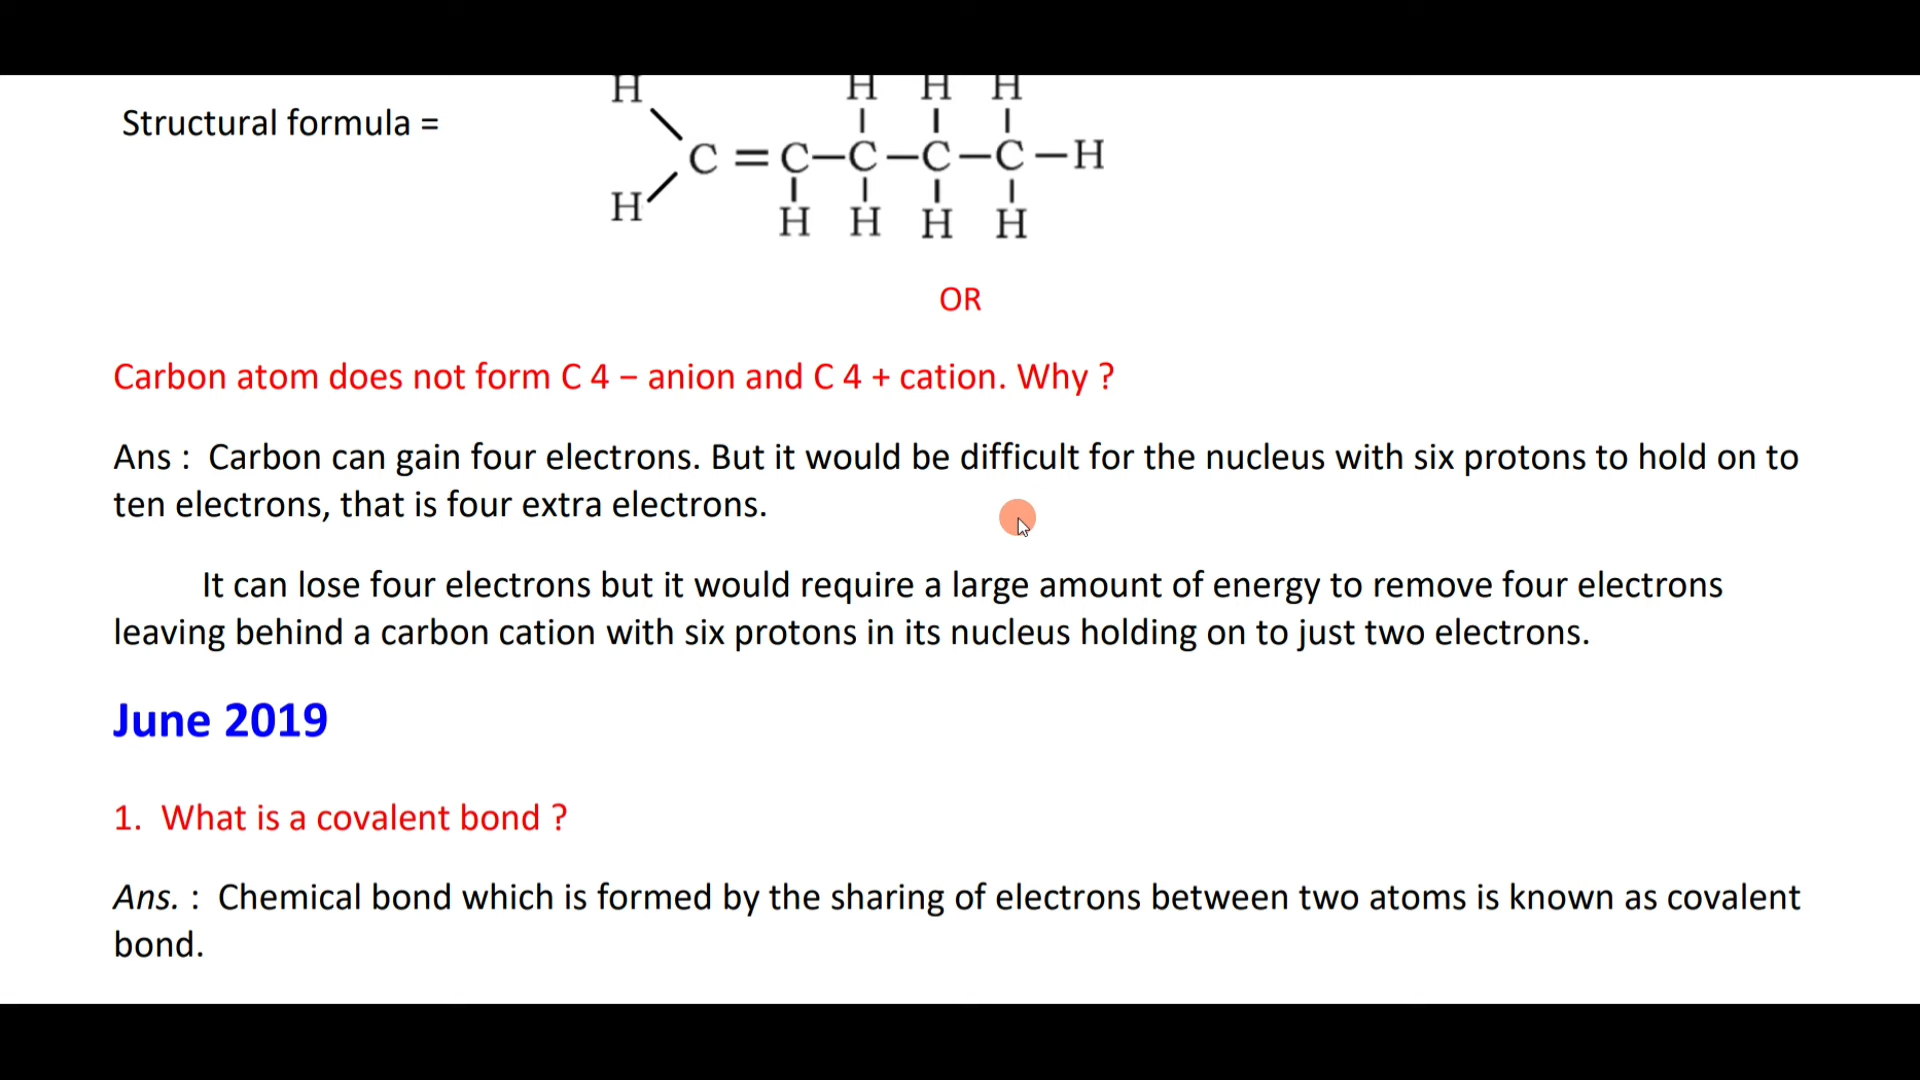 H H H H
Structural formula =
C = C – C – C – C – H
H H H H H
OR
Carbon atom does not form C 4 – anion and C 4 + cation. Why ?
Ans : Carbon can gain four electrons. But it would be difficult for the nucleus with six protons to hold on to
ten electrons, that is four extra electrons.
It can lose four electrons but it would require a large amount of energy to remove four electrons
leaving behind a carbon cation with six protons in its nucleus holding on to just two electrons.
June 2019
1. What is a covalent bond ?
Ans. : Chemical bond which is formed by the sharing of electrons between two atoms is known as covalent
bond.